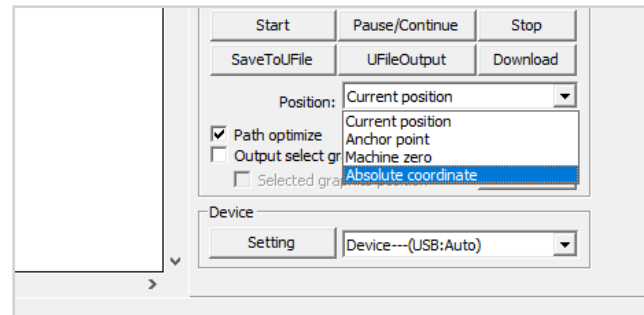 Start Pause/Continue Stop
SaveToUFile UFileOutput Download
Position: Current position
Current position
Path optimize Anchor point
Output select gr Machine zero
Selected gra Absolute coordinate
Device
Setting Device---(USB:Auto)